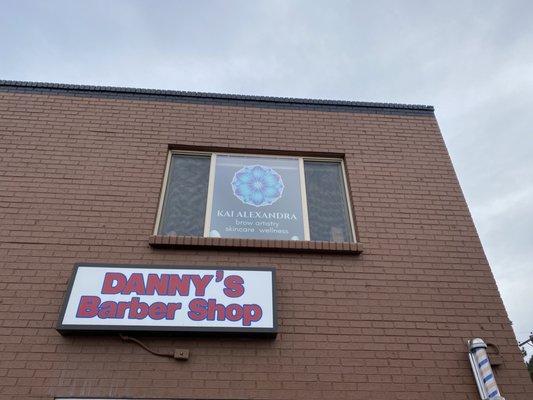 KAI ALEXANDRA
brow artistry
skincare wellness
DANNY'S
Barber Shop